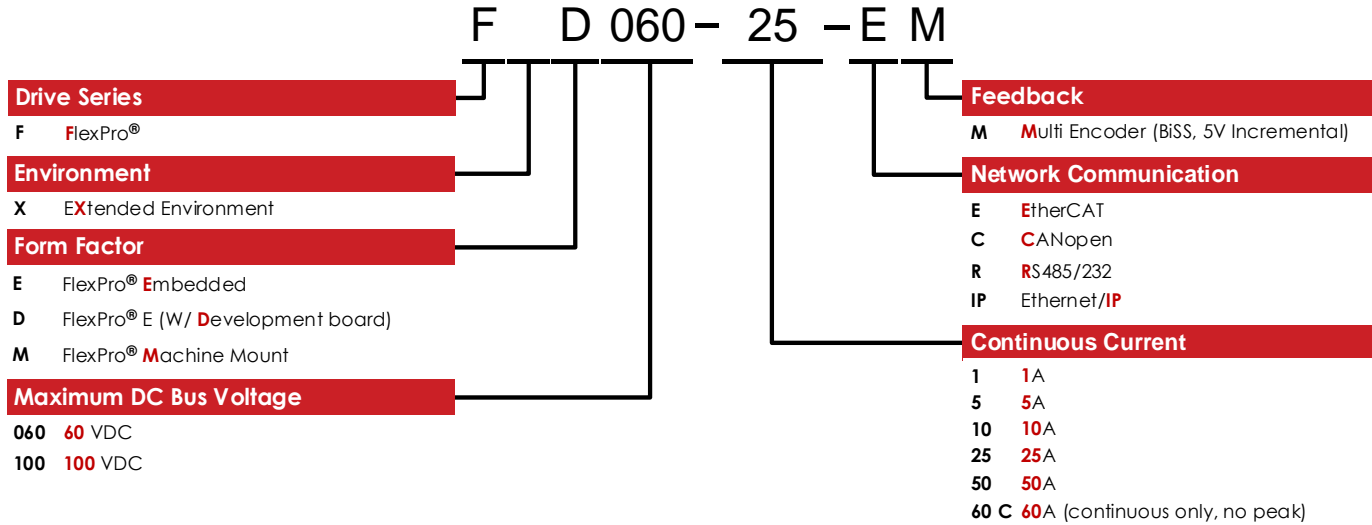 F D 060 – 25 – E M
Drive Series
F FlexPro®
Environment
X EXtended Environment
Form Factor
E FlexPro® Embedded
D FlexPro® E (W/ Development board)
M FlexPro® Machine Mount
Maximum DC Bus Voltage
060 60 VDC
100 100 VDC
Feedback
M Multi Encoder (BiSS, 5V Incremental)
Network Communication
E EtherCAT
C CANopen
R RS485/232
IP Ethernet/IP
Continuous Current
1 1A
5 5A
10 10A
25 25A
50 50A
60 C 60A (continuous only, no peak)